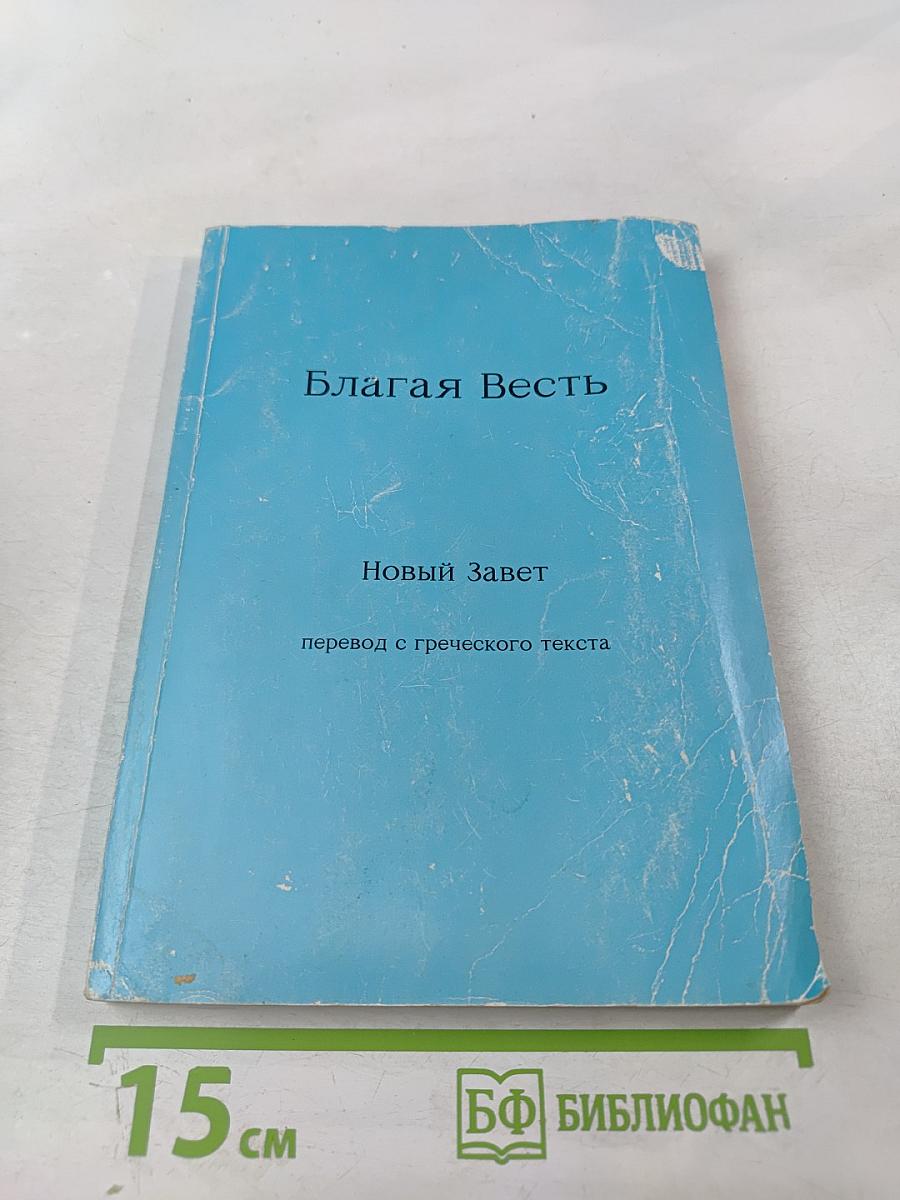 Благая Весть
Новый Завет
перевод с греческого текста
15 см
БФ БИБЛИОФАН